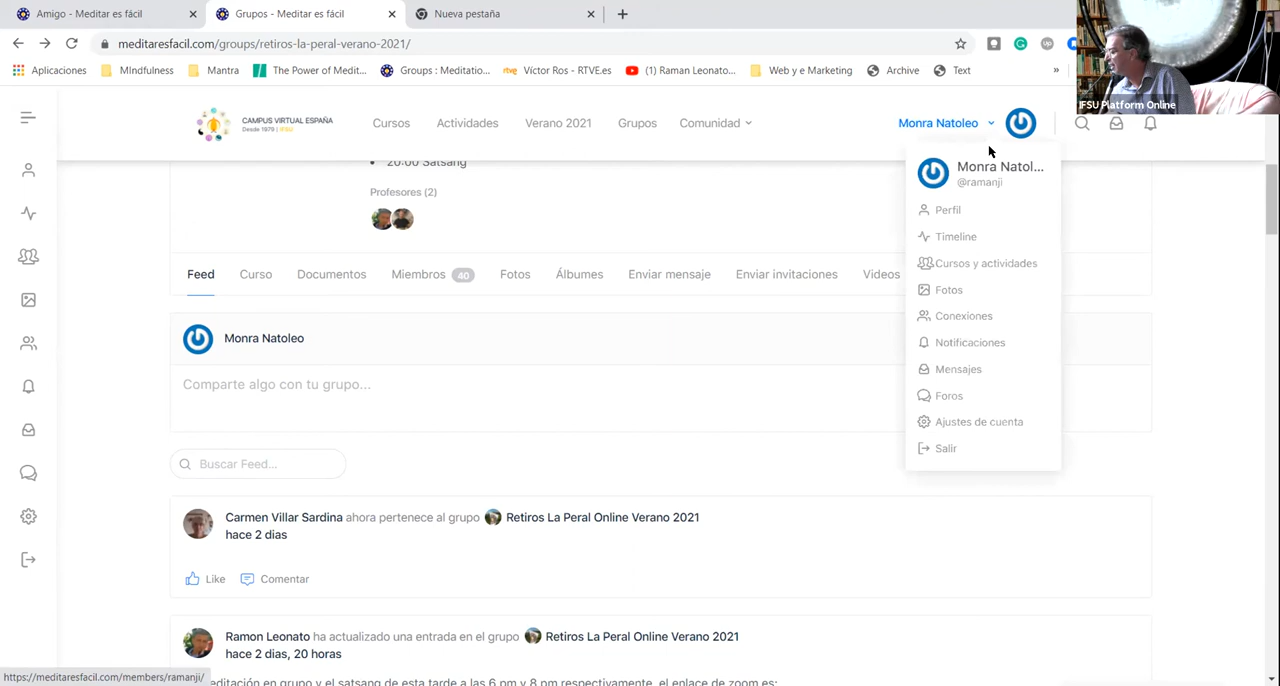 Amigo - Meditar es fácil
Grupos - Meditar es fácil
Nueva pestaña
meditaresfacil.com/groups/retiros-la-peral-verano-2021/
Aplicaciones
MIndfulness
Mantra
The Power of Medit...
Groups : Meditatio...
rtve
Víctor Ros - RTVE.es
(1) Raman Leonato...
Web y e Marketing
Archive
Text
»
IFSU Platform Online
CAMPUS VIRTUAL ESPAÑA
Desde 1979 | IFSU
Cursos
Actividades
Verano 2021
Grupos
Comunidad
Monra Natoleo
• 20:00 Satsang
Profesores (2)
Monra Natol...
@ramanji
Perfil
Timeline
Cursos y actividades
Fotos
Conexiones
Notificaciones
Mensajes
Foros
Ajustes de cuenta
Salir
Feed
Curso
Documentos
Miembros 40
Fotos
Álbumes
Enviar mensaje
Enviar invitaciones
Videos
Monra Natoleo
Comparte algo con tu grupo...
Buscar Feed...
Carmen Villar Sardina ahora pertenece al grupo Retiros La Peral Online Verano 2021
hace 2 dias
Like
Comentar
Ramon Leonato ha actualizado una entrada en el grupo Retiros La Peral Online Verano 2021
hace 2 dias, 20 horas
https://meditaresfacil.com/members/ramanji/
meditación en grupo y el satsang de esta tarde a las 6 pm y 8 pm respectivamente, el enlace de zoom es: